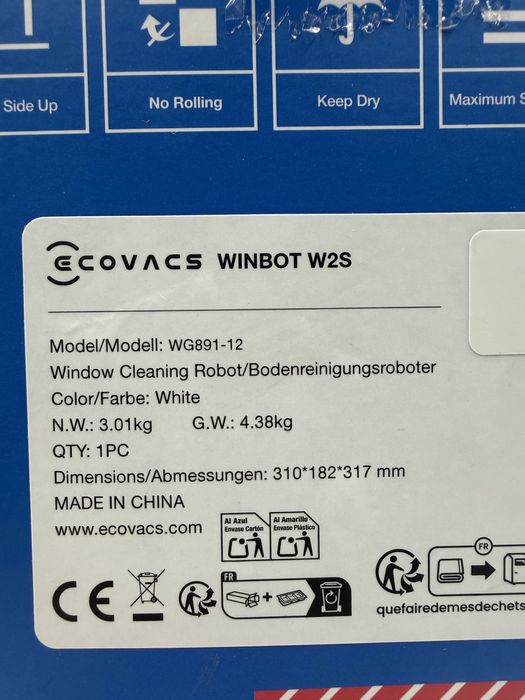 Side Up
No Rolling
Keep Dry
Maximum S
ECOVACS WINBOT W2S
Model/Modell: WG891-12
Window Cleaning Robot/Bodenreinigungsroboter
Color/Farbe: White
N.W.: 3.01kg G.W.: 4.38kg
QTY: 1PC
Dimensions/Abmessungen: 310*182*317 mm
MADE IN CHINA
www.ecovacs.com
Al Azul
Envase Cartón
Al Amarillo
Envase Plástico
CE
FR
FR
quefairedemesdechets